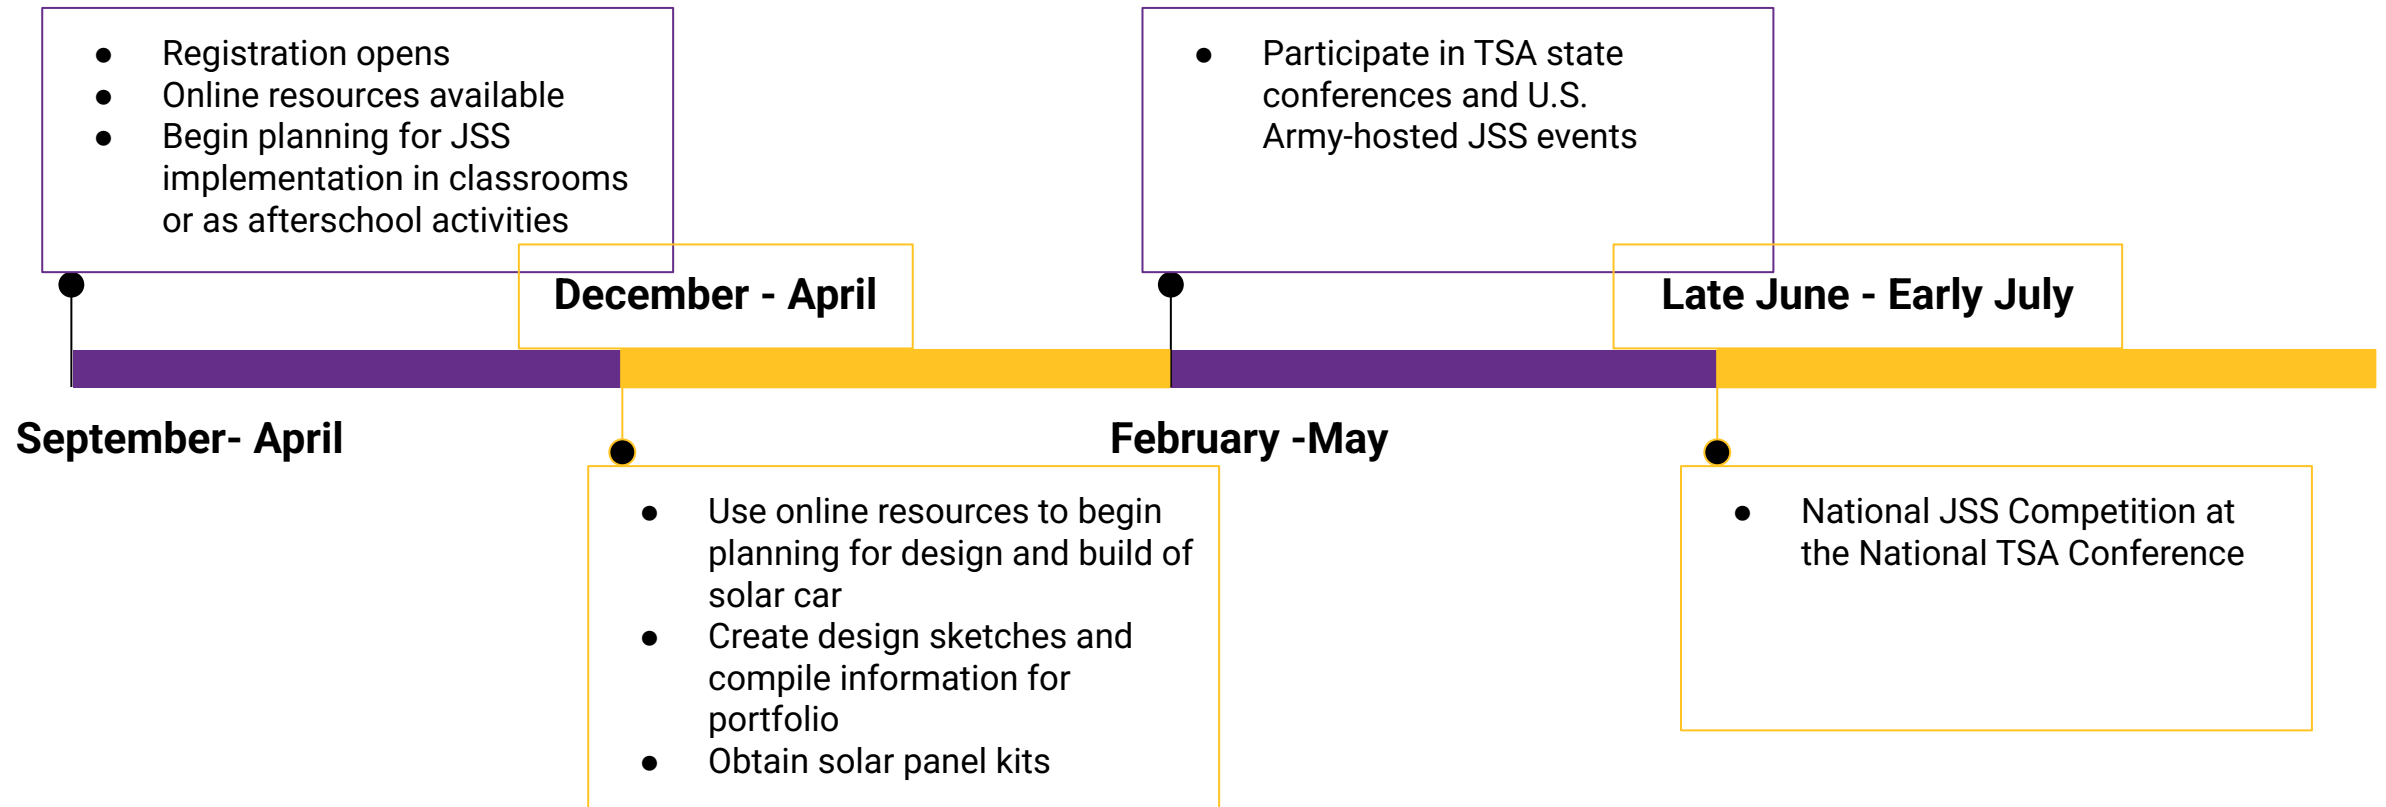 ● Registration opens
● Online resources available
● Begin planning for JSS
implementation in classrooms
or as afterschool activities
September- April
December - April
● Use online resources to begin
planning for design and build of
solar car
● Create design sketches and
compile information for
portfolio
● Obtain solar panel kits
● Participate in TSA state
conferences and U.S.
Army-hosted JSS events
February -May
Late June - Early July
● National JSS Competition at
the National TSA Conference